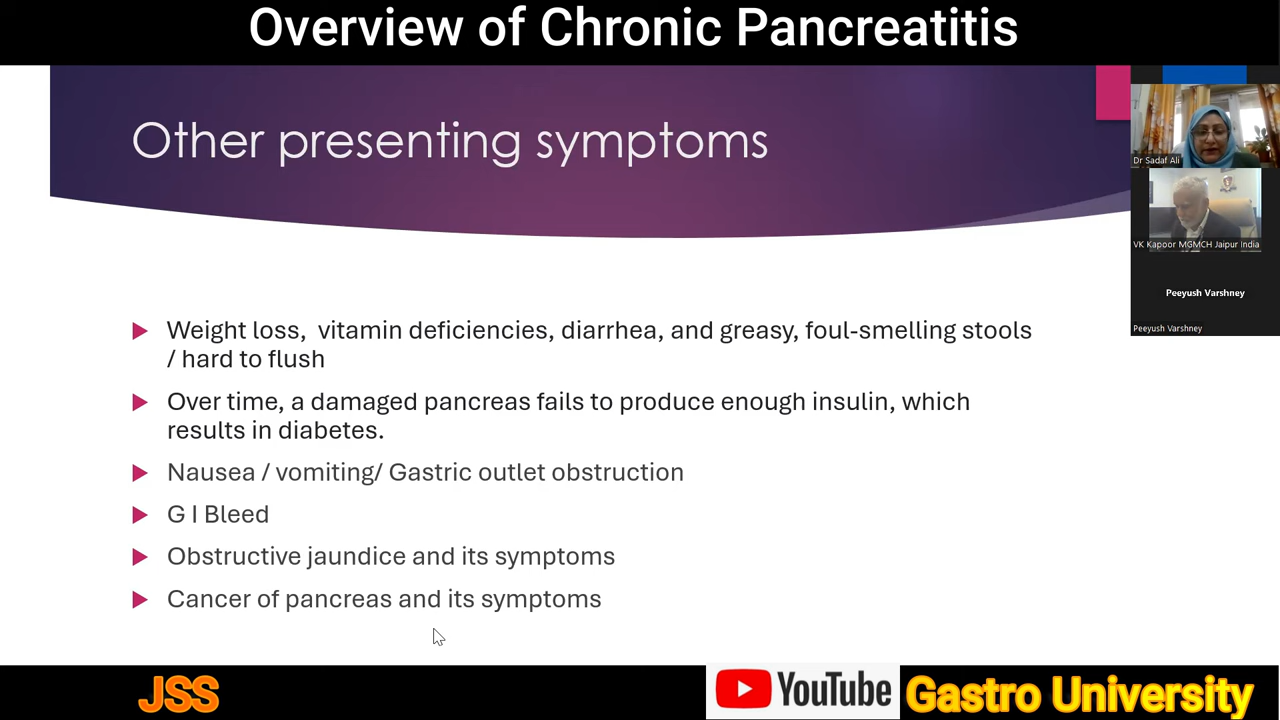 Overview of Chronic Pancreatitis
Other presenting symptoms
Dr Sadaf Ali
VK Kapoor MGMCH Jaipur India
Peeyush Varshney
Peeyush Varshney
Weight loss,  vitamin deficiencies, diarrhea, and greasy, foul-smelling stools
/ hard to flush
Over time, a damaged pancreas fails to produce enough insulin, which
results in diabetes.
Nausea / vomiting/ Gastric outlet obstruction
G I Bleed
Obstructive jaundice and its symptoms
Cancer of pancreas and its symptoms
JSS
YouTube
Gastro University